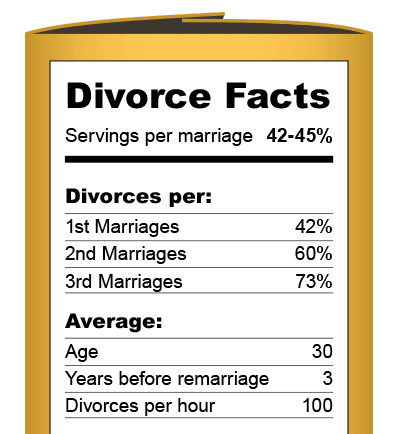 Divorce Facts
Servings per marriage 42-45%
Divorces per:
1st Marriages 42%
2nd Marriages 60%
3rd Marriages 73%
Average:
Age 30
Years before remarriage 3
Divorces per hour 100